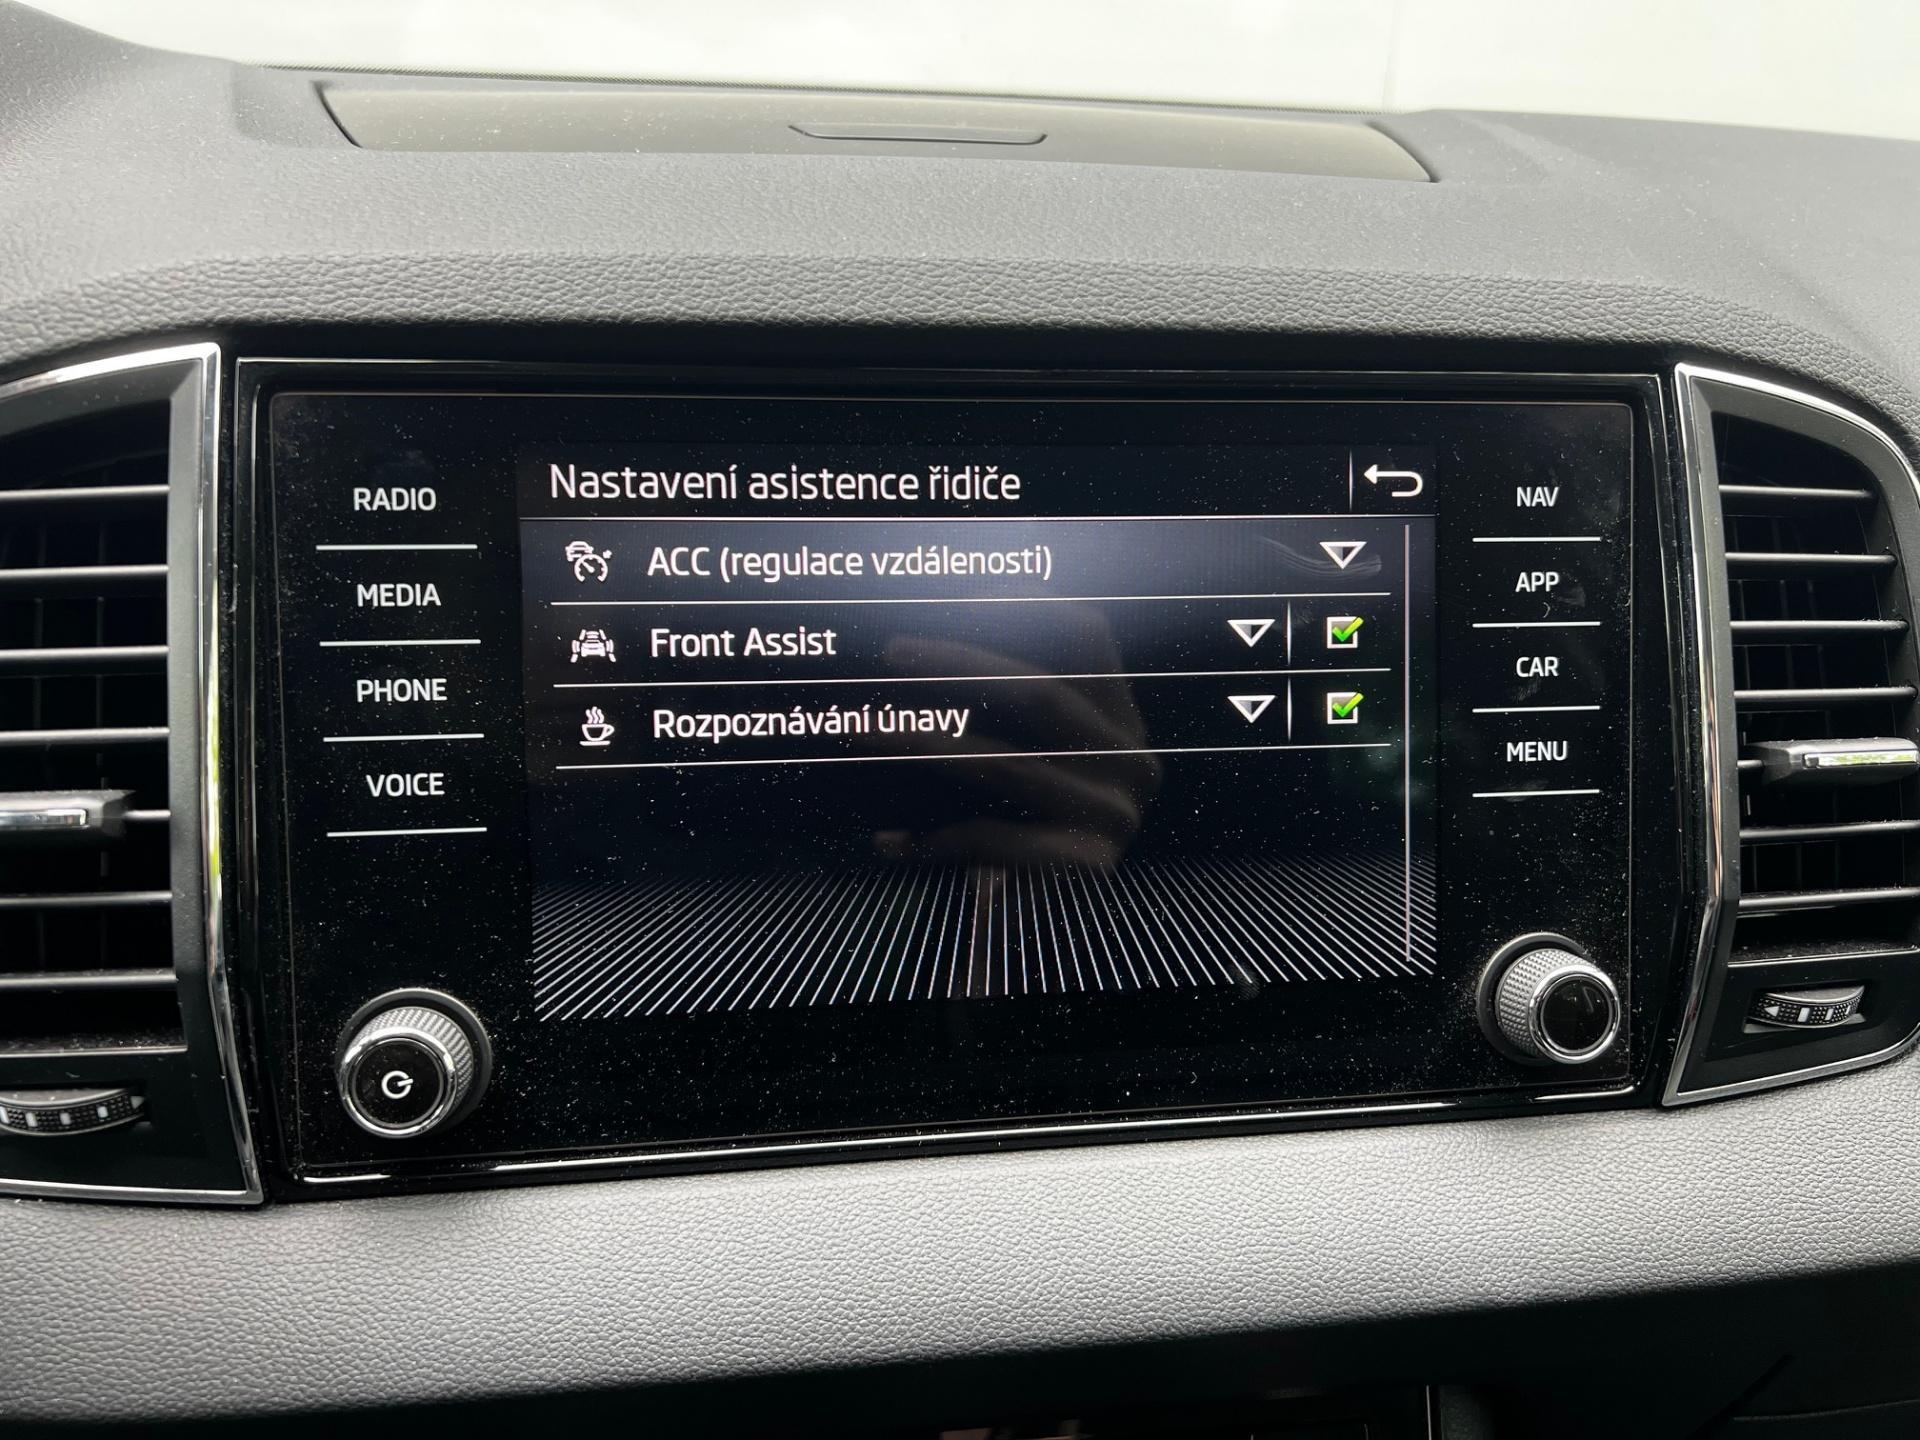 RADIO
MEDIA
PHONE
VOICE
Nastavení asistence řidiče
ACC (regulace vzdálenosti)
Front Assist
Rozpoznávání únavy
NAV
APP
CAR
MENU